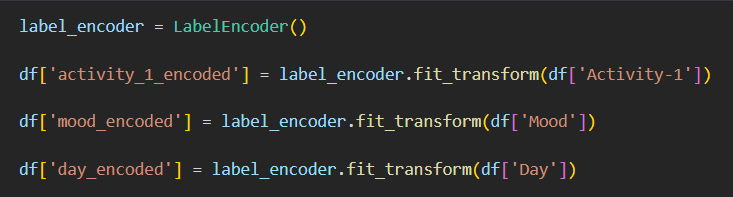 label_encoder = LabelEncoder()
df['activity_1_encoded'] = label_encoder.fit_transform(df['Activity-1'])
df['mood_encoded'] = label_encoder.fit_transform(df['Mood'])
df['day_encoded'] = label_encoder.fit_transform(df['Day'])